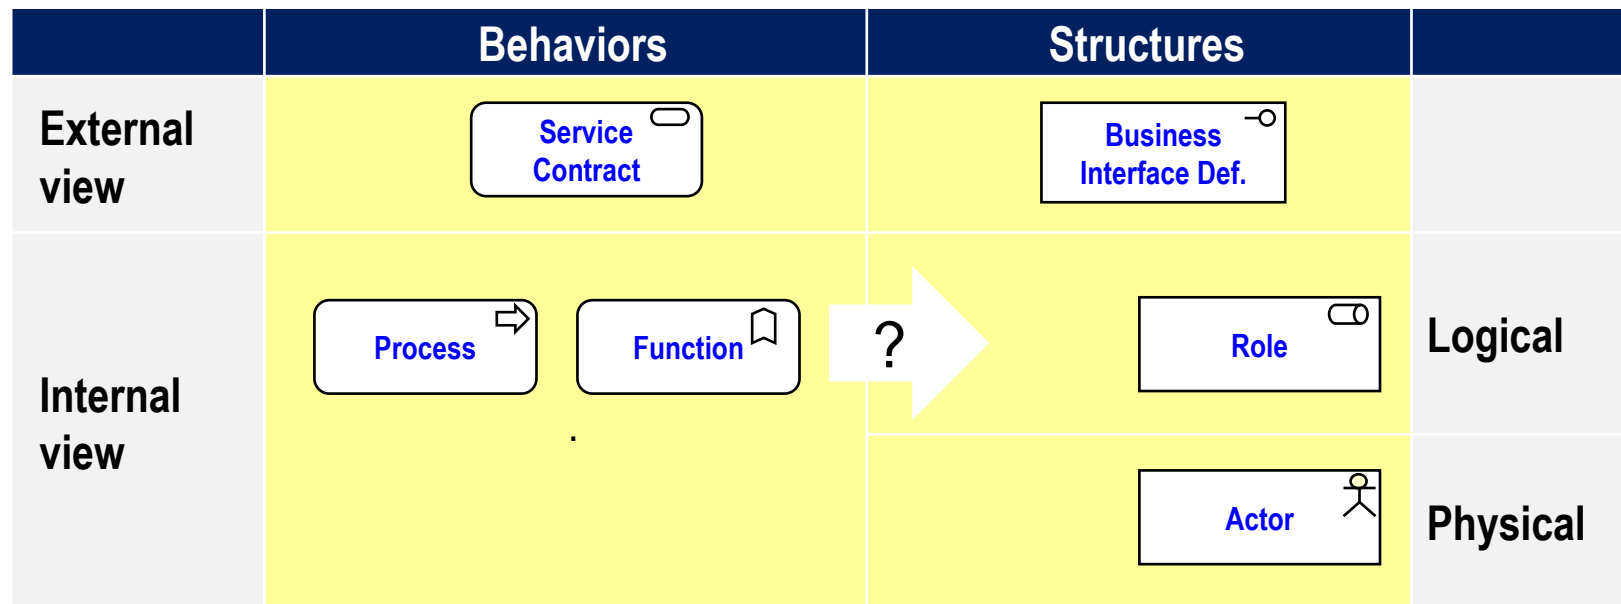 Behaviors
Structures
External
view
Service
Contract
Business
Interface Def.
Internal
view
Process
Function
?
Role
Logical
.
Actor
Physical